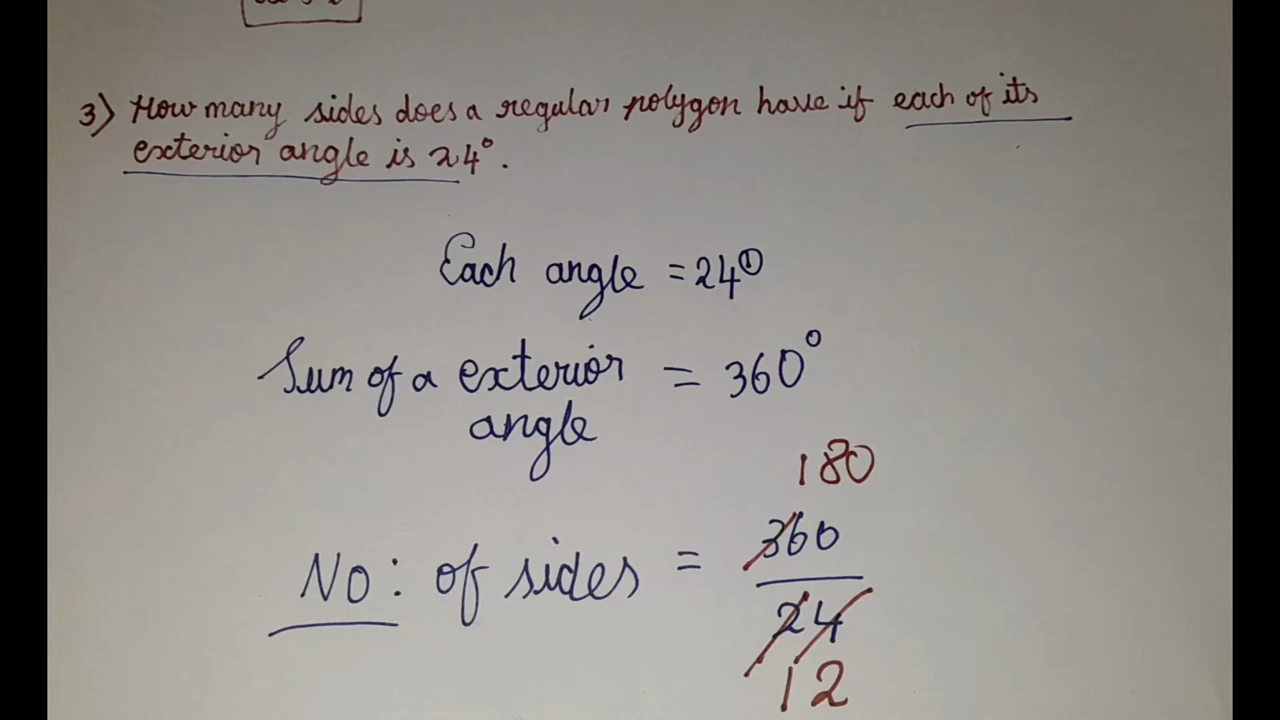 3) How many sides does a regular polygon have if each of its
exterior angle is 24°.
Each angle = 24°
Sum of a exterior = 360°
angle
180
No: of sides = 360
24
12